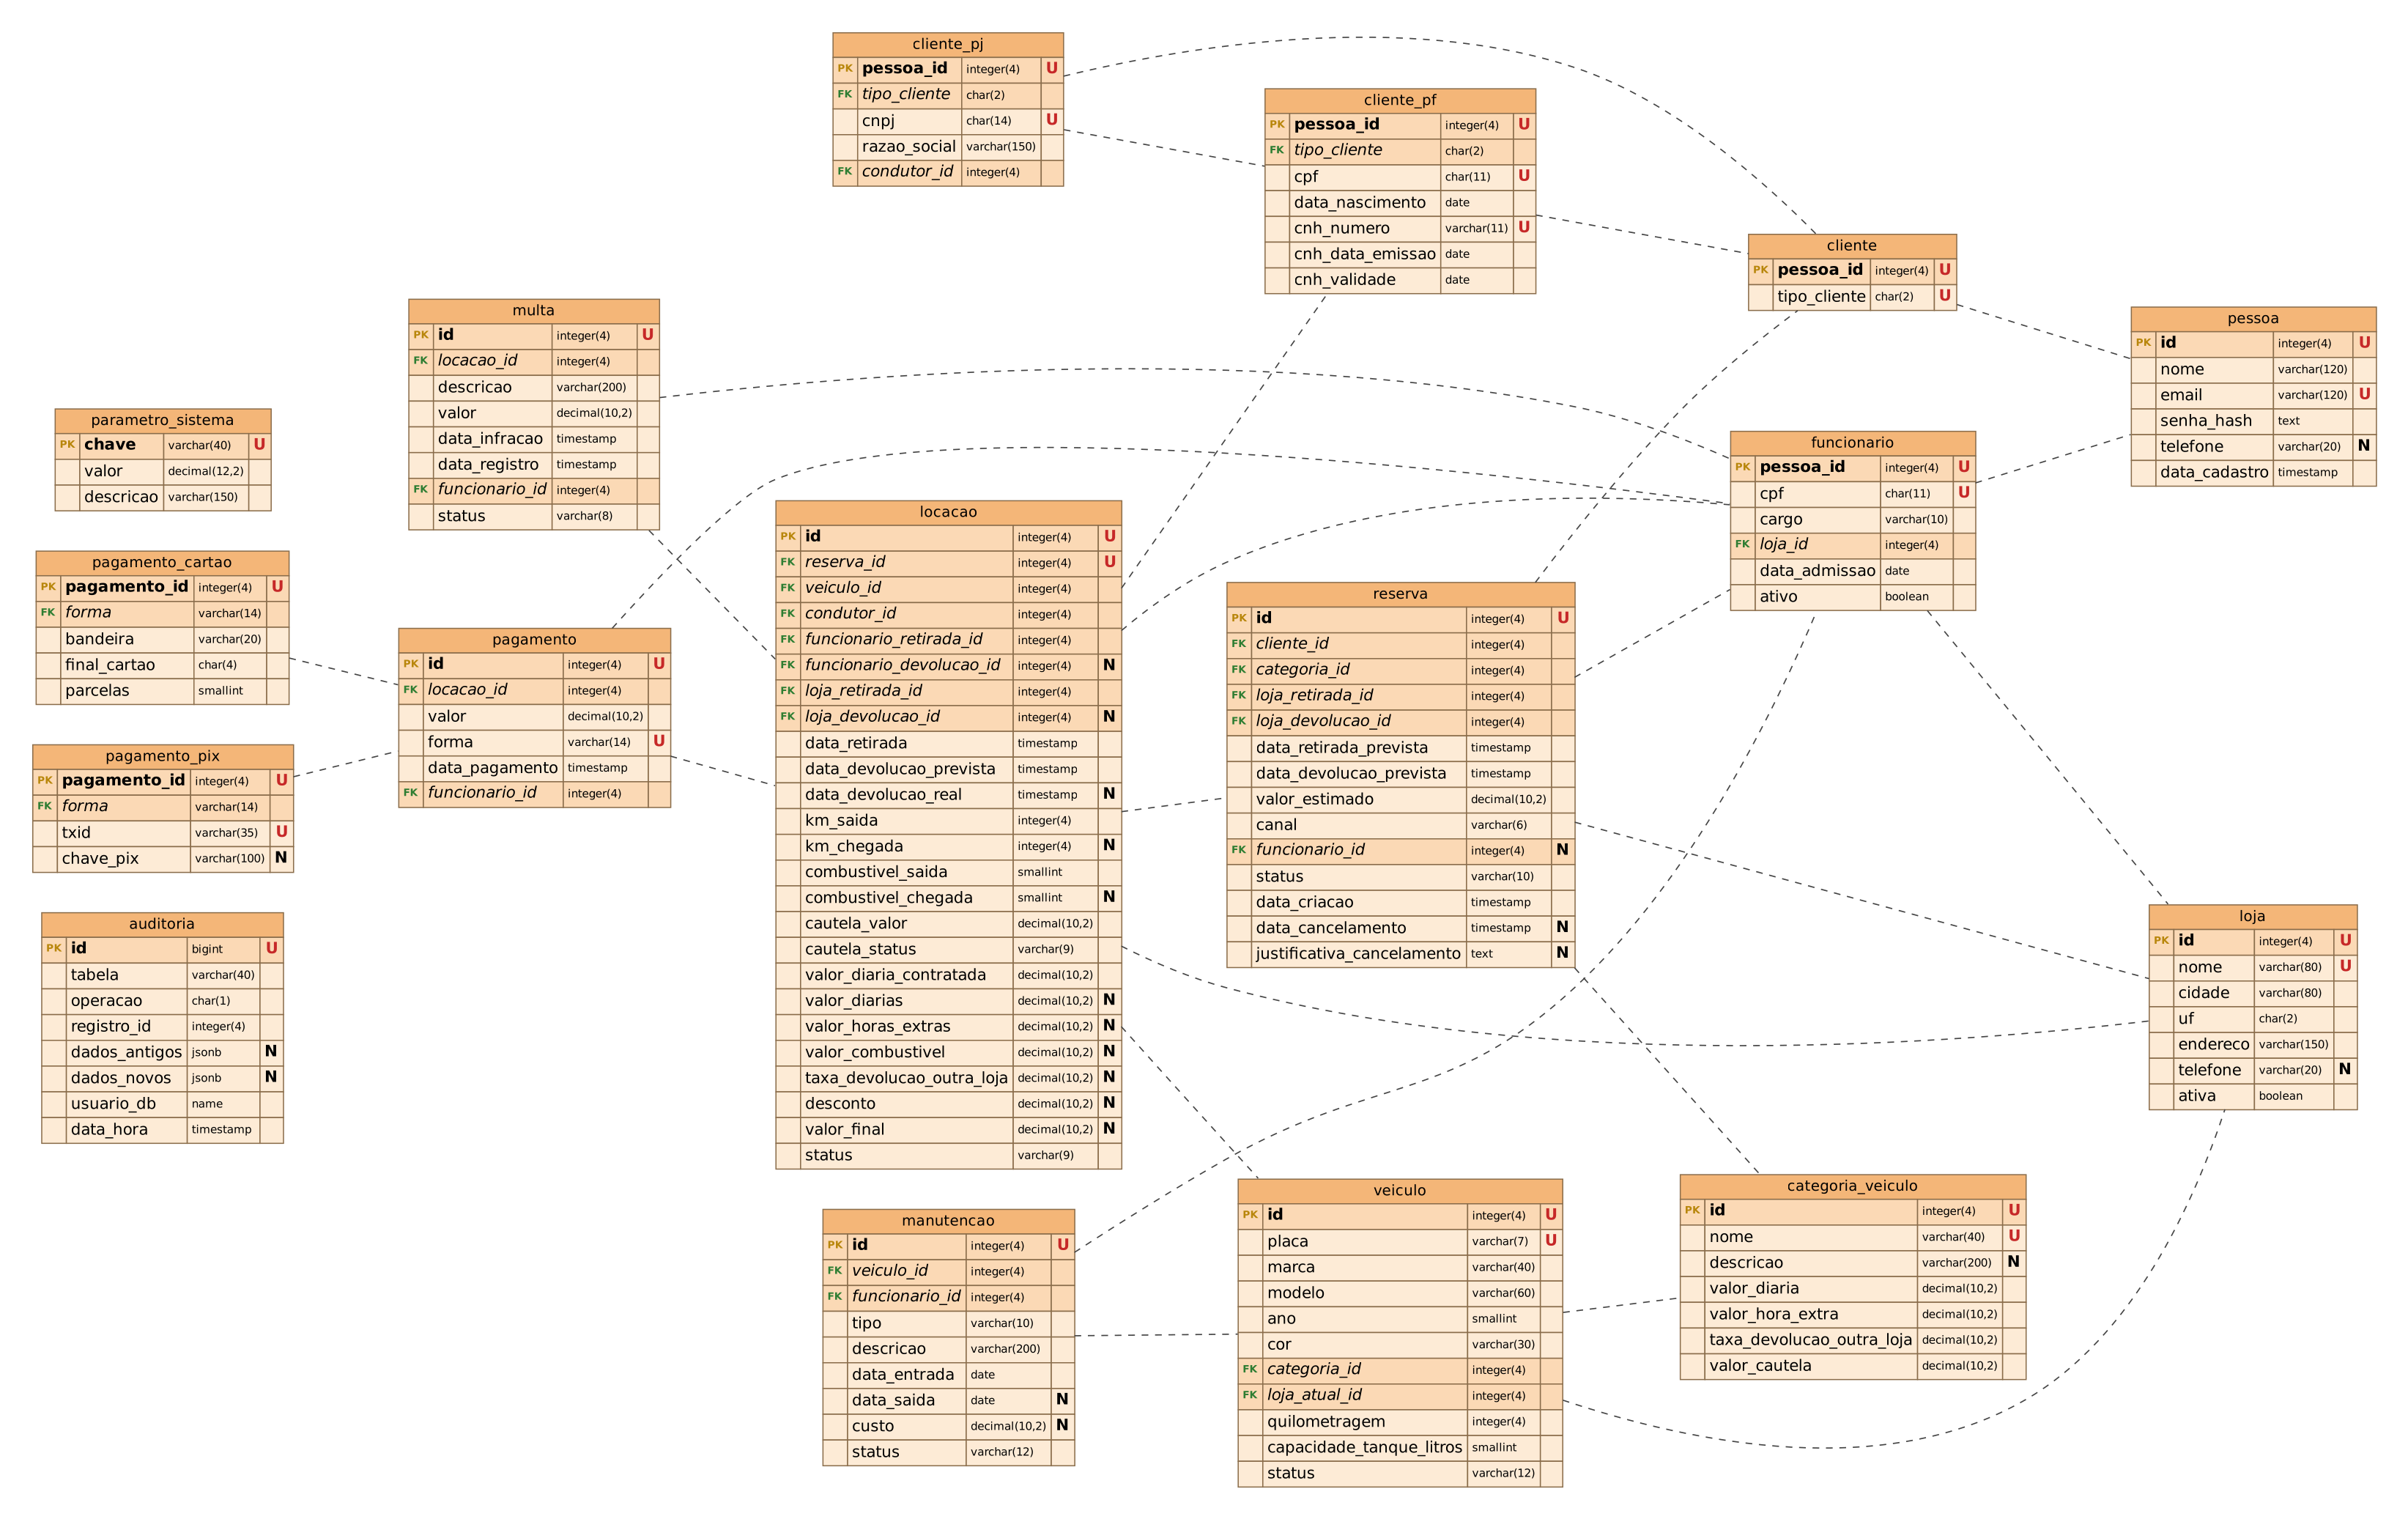 cliente_pj
PK pessoa_id integer(4) U
FK tipo_cliente char(2)
cnpj char(14) U
razao_social varchar(150)
FK condutor_id integer(4)
cliente_pf
PK pessoa_id integer(4) U
FK tipo_cliente char(2)
cpf char(11) U
data_nascimento date
cnh_numero varchar(11) U
cnh_data_emissao date
cnh_validade date
cliente
PK pessoa_id integer(4) U
tipo_cliente char(2) U
pessoa
PK id integer(4) U
nome varchar(120)
email varchar(120) U
senha_hash text
telefone varchar(20) N
data_cadastro timestamp
multa
PK id integer(4) U
FK locacao_id integer(4)
descricao varchar(200)
valor decimal(10,2)
data_infracao timestamp
data_registro timestamp
FK funcionario_id integer(4)
status varchar(8)
parametro_sistema
PK chave varchar(40) U
valor decimal(12,2)
descricao varchar(150)
funcionario
PK pessoa_id integer(4) U
cpf char(11) U
cargo varchar(10)
FK loja_id integer(4)
data_admissao date
ativo boolean
locacao
PK id integer(4) U
FK reserva_id integer(4) U
FK veiculo_id integer(4)
FK condutor_id integer(4)
FK funcionario_retirada_id integer(4)
FK funcionario_devolucao_id integer(4) N
FK loja_retirada_id integer(4)
FK loja_devolucao_id integer(4) N
data_retirada timestamp
data_devolucao_prevista timestamp
data_devolucao_real timestamp N
km_saida integer(4)
km_chegada integer(4) N
combustivel_saida smallint
combustivel_chegada smallint N
cautela_valor decimal(10,2)
cautela_status varchar(9)
valor_diaria_contratada decimal(10,2)
valor_diarias decimal(10,2) N
valor_horas_extras decimal(10,2) N
valor_combustivel decimal(10,2) N
taxa_devolucao_outra_loja decimal(10,2) N
desconto decimal(10,2) N
valor_final decimal(10,2) N
status varchar(9)
pagamento_cartao
PK pagamento_id integer(4) U
FK forma varchar(14)
bandeira varchar(20)
final_cartao char(4)
parcelas smallint
reserva
PK id integer(4) U
FK cliente_id integer(4)
FK categoria_id integer(4)
FK loja_retirada_id integer(4)
FK loja_devolucao_id integer(4)
data_retirada_prevista timestamp
data_devolucao_prevista timestamp
valor_estimado decimal(10,2)
canal varchar(6)
FK funcionario_id integer(4) N
status varchar(10)
data_criacao timestamp
data_cancelamento timestamp N
justificativa_cancelamento text N
pagamento
PK id integer(4) U
FK locacao_id integer(4)
valor decimal(10,2)
forma varchar(14) U
data_pagamento timestamp
FK funcionario_id integer(4)
pagamento_pix
PK pagamento_id integer(4) U
FK forma varchar(14)
txid varchar(35) U
chave_pix varchar(100) N
auditoria
PK id bigint U
tabela varchar(40)
operacao char(1)
registro_id integer(4)
dados_antigos jsonb N
dados_novos jsonb N
usuario_db name
data_hora timestamp
loja
PK id integer(4) U
nome varchar(80) U
cidade varchar(80)
uf char(2)
endereco varchar(150)
telefone varchar(20) N
ativa boolean
categoria_veiculo
PK id integer(4) U
nome varchar(40) U
descricao varchar(200) N
valor_diaria decimal(10,2)
valor_hora_extra decimal(10,2)
taxa_devolucao_outra_loja decimal(10,2)
valor_cautela decimal(10,2)
veiculo
PK id integer(4) U
placa varchar(7) U
marca varchar(40)
modelo varchar(60)
ano smallint
cor varchar(30)
FK categoria_id integer(4)
FK loja_atual_id integer(4)
quilometragem integer(4)
capacidade_tanque_litros smallint
status varchar(12)
manutencao
PK id integer(4) U
FK veiculo_id integer(4)
FK funcionario_id integer(4)
tipo varchar(10)
descricao varchar(200)
data_entrada date
data_saida date N
custo decimal(10,2) N
status varchar(12)